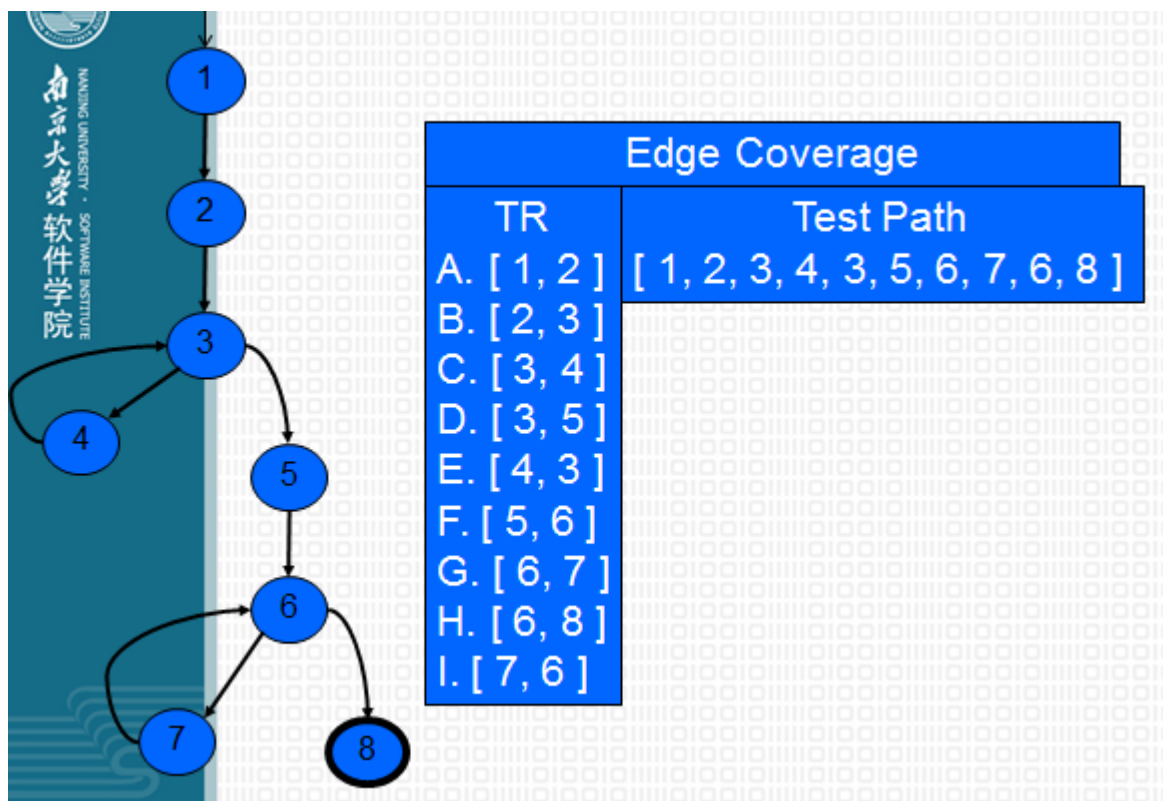 南京大学 软件学院
NANJING UNIVERSITY · SOFTWARE INSTITUTE
1
2
3
4
5
6
7
8
Edge Coverage
TR
A. [ 1, 2 ]
B. [ 2, 3 ]
C. [ 3, 4 ]
D. [ 3, 5 ]
E. [ 4, 3 ]
F. [ 5, 6 ]
G. [ 6, 7 ]
H. [ 6, 8 ]
I. [ 7, 6 ]
Test Path
[ 1, 2, 3, 4, 3, 5, 6, 7, 6, 8 ]